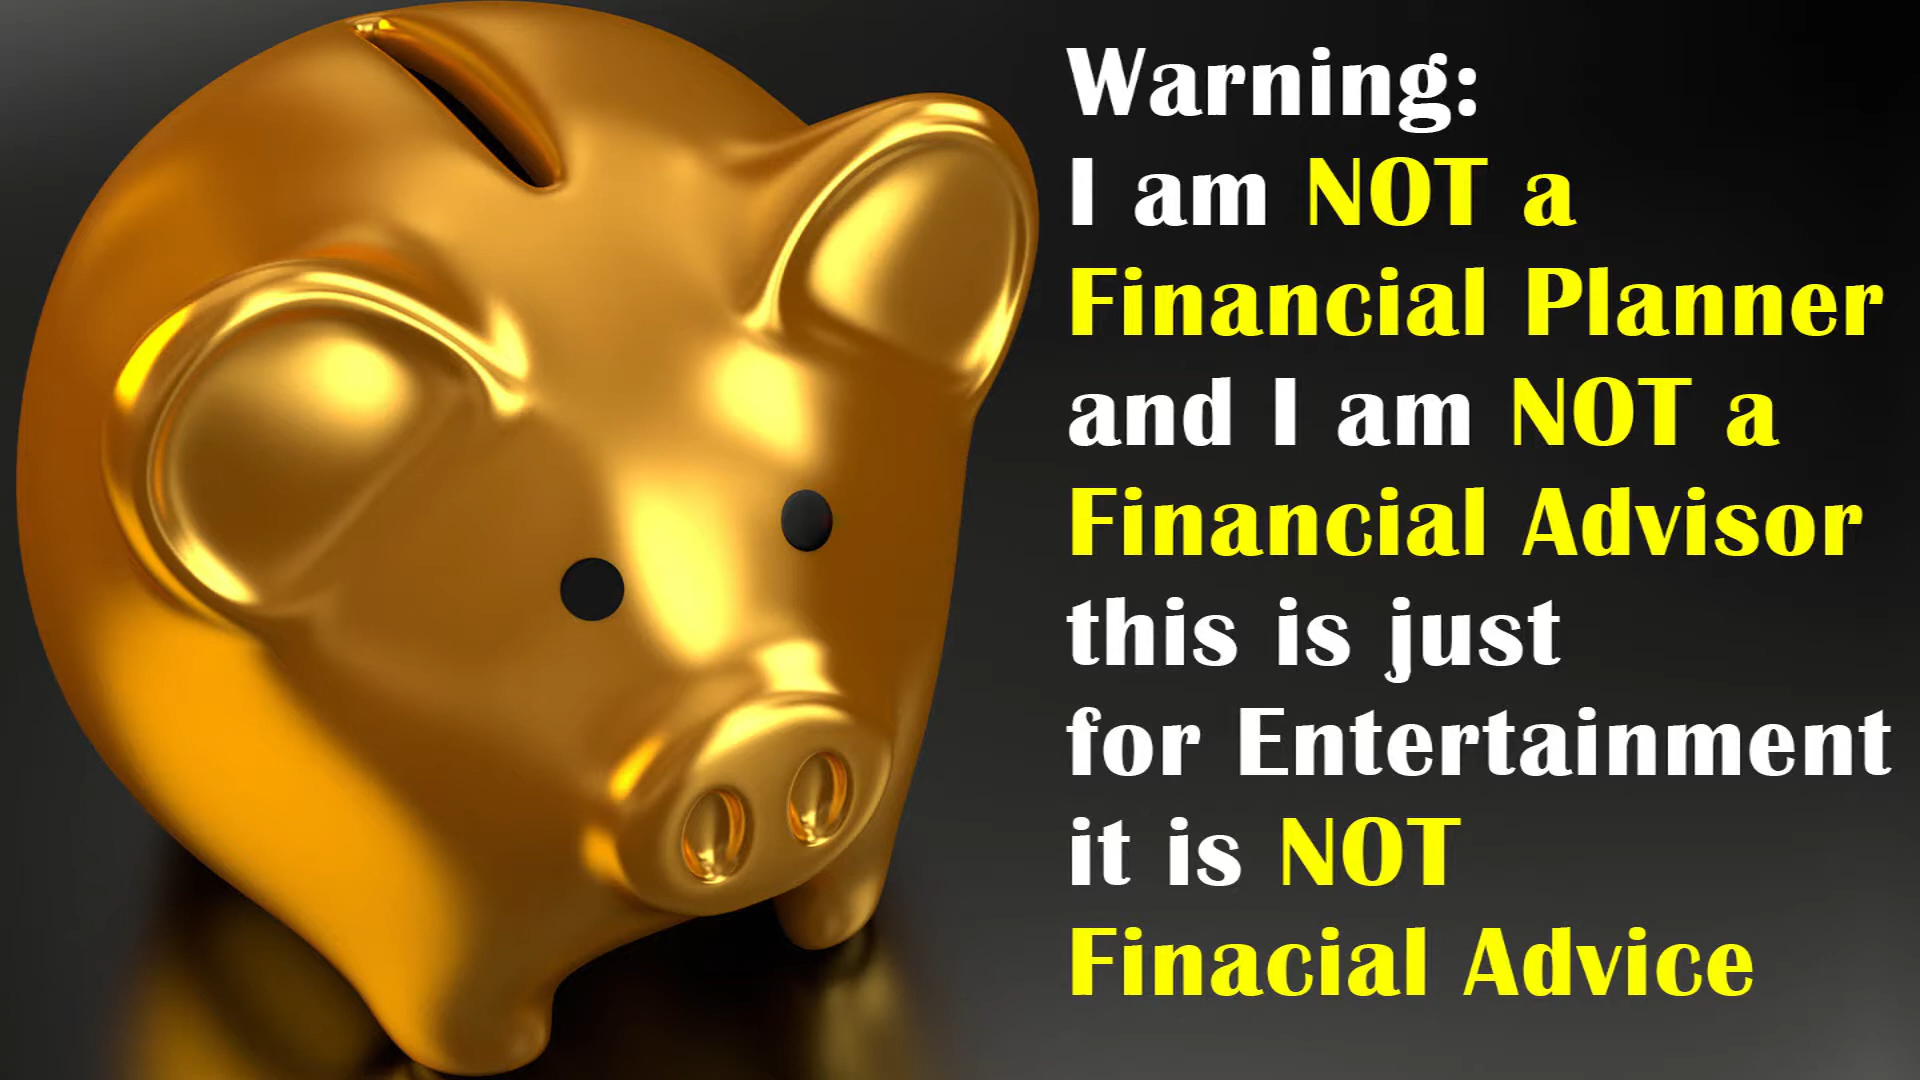 Warning:
I am NOT a
Financial Planner
and I am NOT a
Financial Advisor
this is just
for Entertainment
it is NOT
Finacial Advice